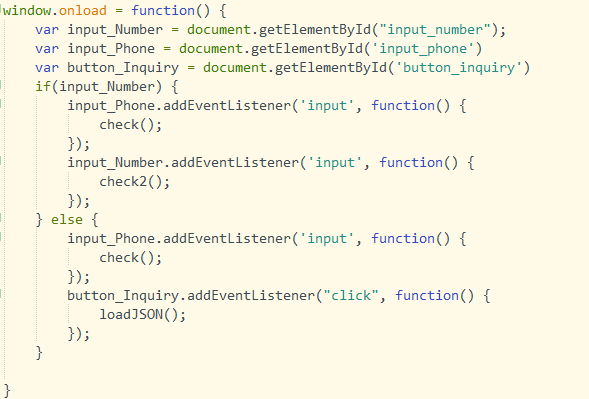 window.onload = function() {
    var input_Number = document.getElementById("input_number");
    var input_Phone = document.getElementById('input_phone')
    var button_Inquiry = document.getElementById('button_inquiry')
    if(input_Number) {
        input_Phone.addEventListener('input', function() {
            check();
        });
        input_Number.addEventListener('input', function() {
            check2();
        });
    } else {
        input_Phone.addEventListener('input', function() {
            check();
        });
        button_Inquiry.addEventListener("click", function() {
            loadJSON();
        });
    }
}